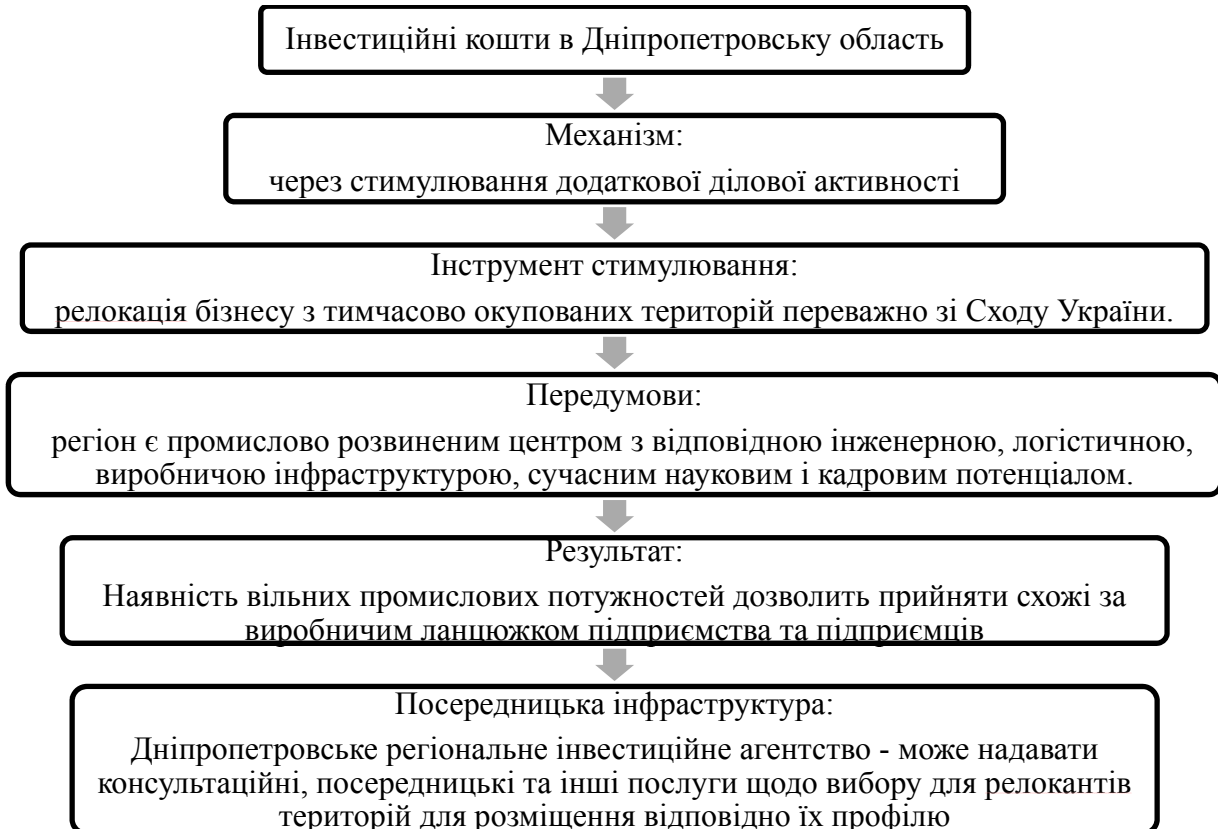 Інвестиційні кошти в Дніпропетровську область
Механізм:
через стимулювання додаткової ділової активності
Інструмент стимулювання:
релокація бізнесу з тимчасово окупованих територій переважно зі Сходу України.
Передумови:
регіон є промислово розвиненим центром з відповідною інженерною, логістичною,
виробничою інфраструктурою, сучасним науковим і кадровим потенціалом.
Результат:
Наявність вільних промислових потужностей дозволить прийняти схожі за
виробничим ланцюжком підприємства та підприємців
Посередницька інфраструктура:
Дніпропетровське регіональне інвестиційне агентство - може надавати
консультаційні, посередницькі та інші послуги щодо вибору для релокантів
територій для розміщення відповідно їх профілю